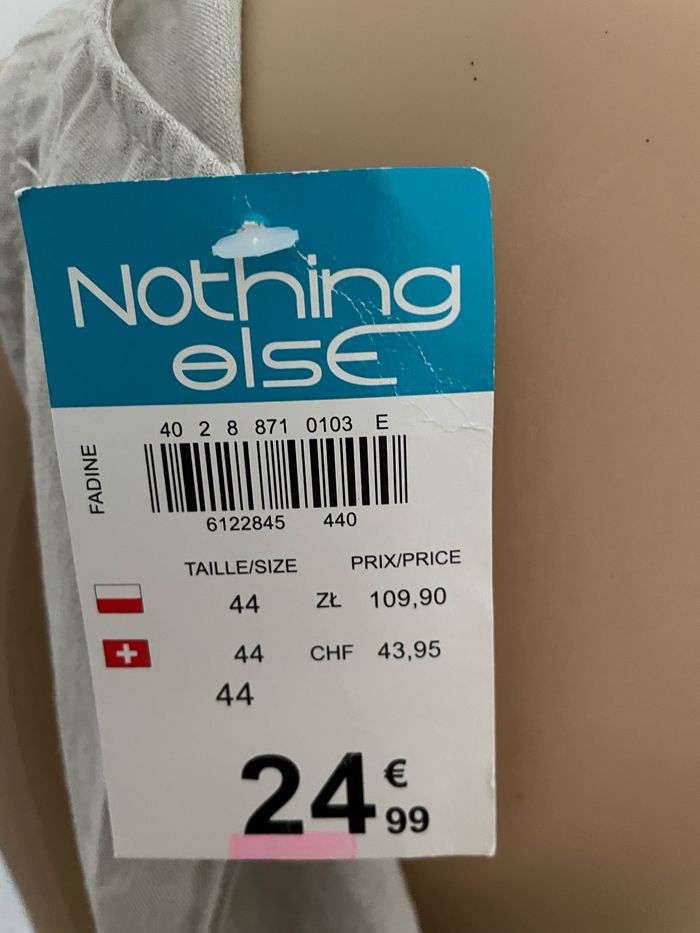 Nothing
else
40 2 8 871 0103 E
FADINE
6122845 440
TAILLE/SIZE PRIX/PRICE
44 ZŁ 109,90
44 CHF 43,95
44
24€99